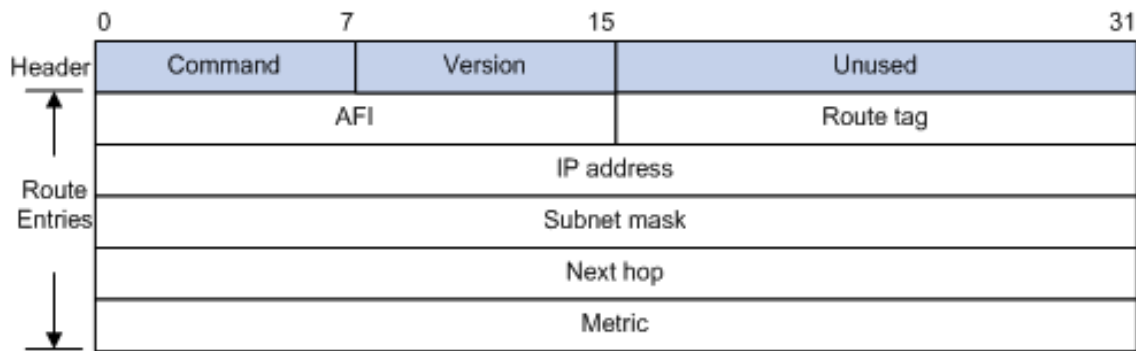 0 7 15 31
Header Command Version Unused
AFI Route tag
IP address
Route
Entries
Subnet mask
Next hop
Metric